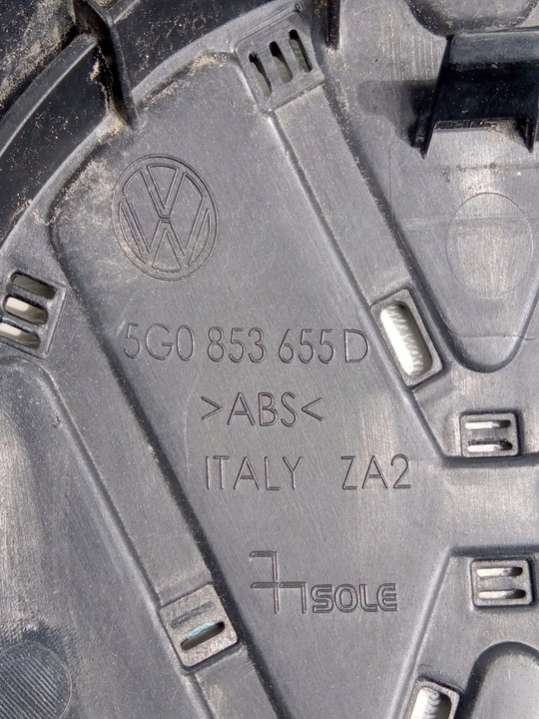 5G0 853 655 D
>ABS<
ITALY ZA2
SOLE